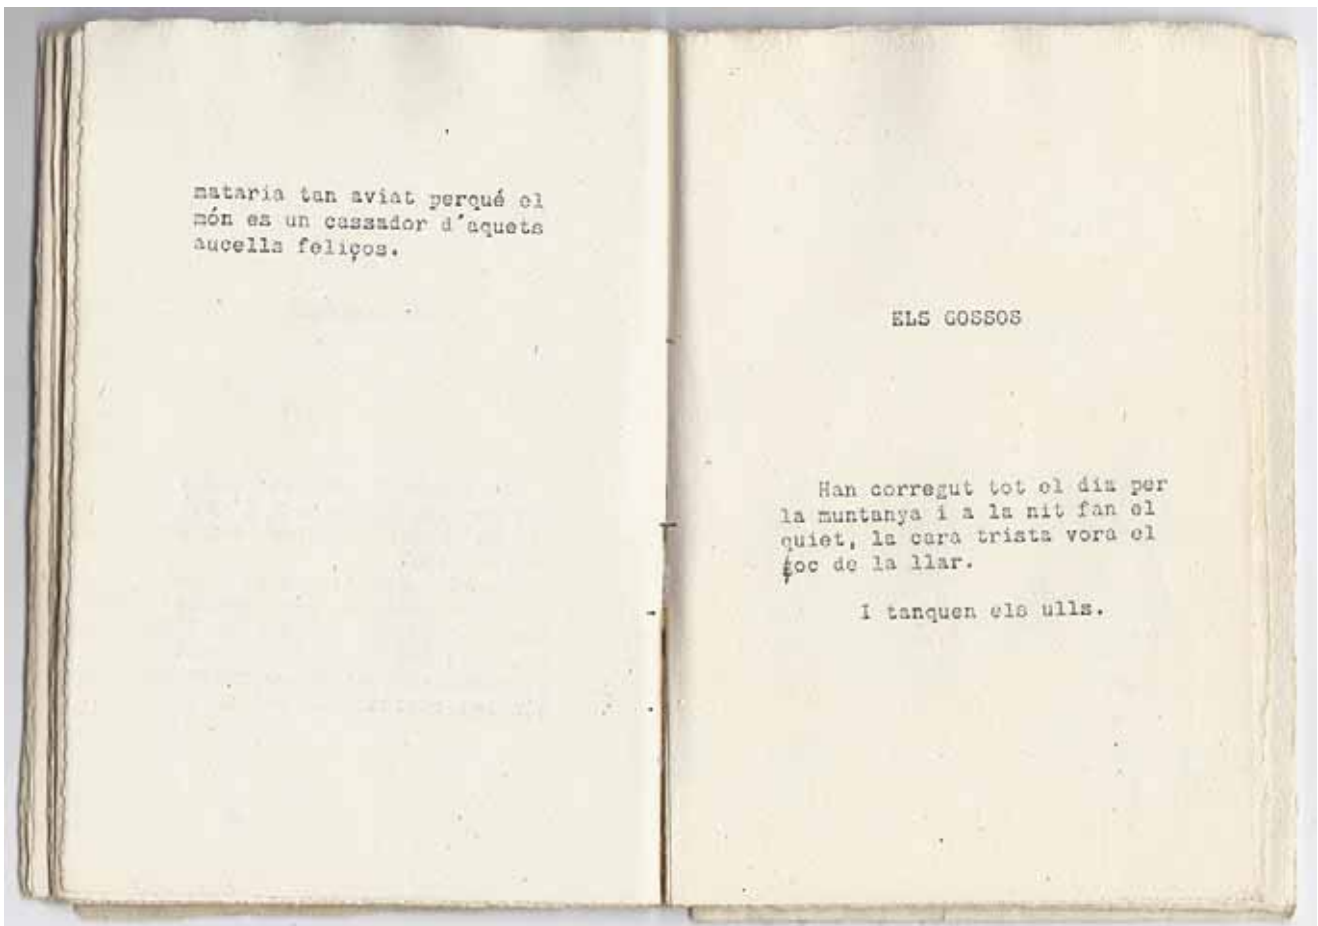 mataria tan aviat perqué el
món es un cassador d'aquets
aucells feliços.
ELS GOSSOS
Han corregut tot el dia per
la muntanya i a la nit fan el
quiet, la cara trista vora el
foc de la llar.
I tanquen els ulls.